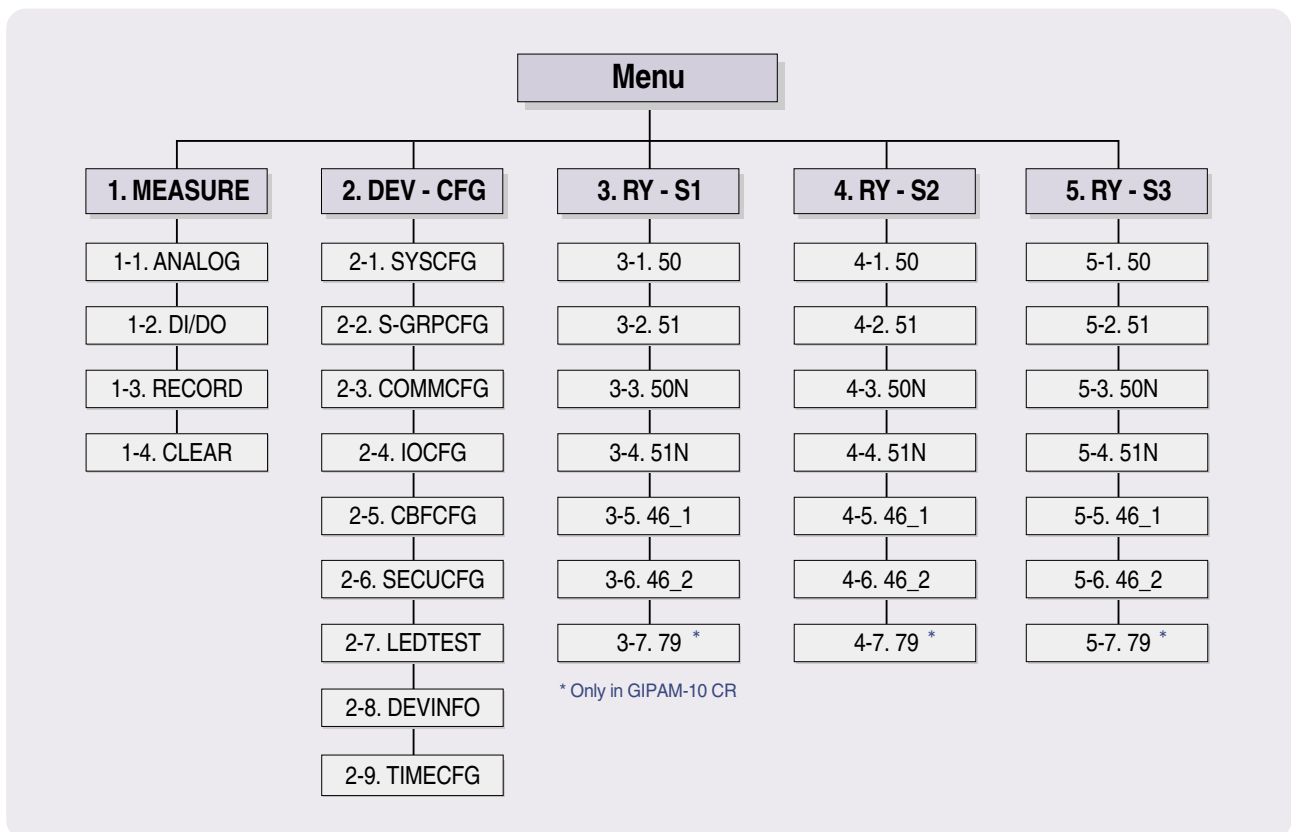 Menu
1. MEASURE
1-1. ANALOG
1-2. DI/DO
1-3. RECORD
1-4. CLEAR
2. DEV - CFG
2-1. SYSCFG
2-2. S-GRPCFG
2-3. COMMCFG
2-4. IOCFG
2-5. CBFCFG
2-6. SECUCFG
2-7. LEDTEST
2-8. DEVINFO
2-9. TIMECFG
3. RY - S1
3-1. 50
3-2. 51
3-3. 50N
3-4. 51N
3-5. 46_1
3-6. 46_2
3-7. 79 *
* Only in GIPAM-10 CR
4. RY - S2
4-1. 50
4-2. 51
4-3. 50N
4-4. 51N
4-5. 46_1
4-6. 46_2
4-7. 79 *
5. RY - S3
5-1. 50
5-2. 51
5-3. 50N
5-4. 51N
5-5. 46_1
5-6. 46_2
5-7. 79 *